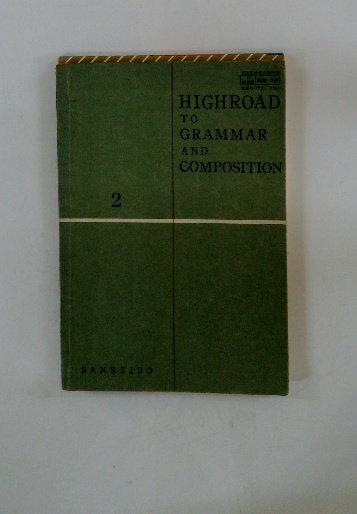 HIGHROAD
TO
GRAMMAR
AND
COMPOSITION
2
SANSEIDO